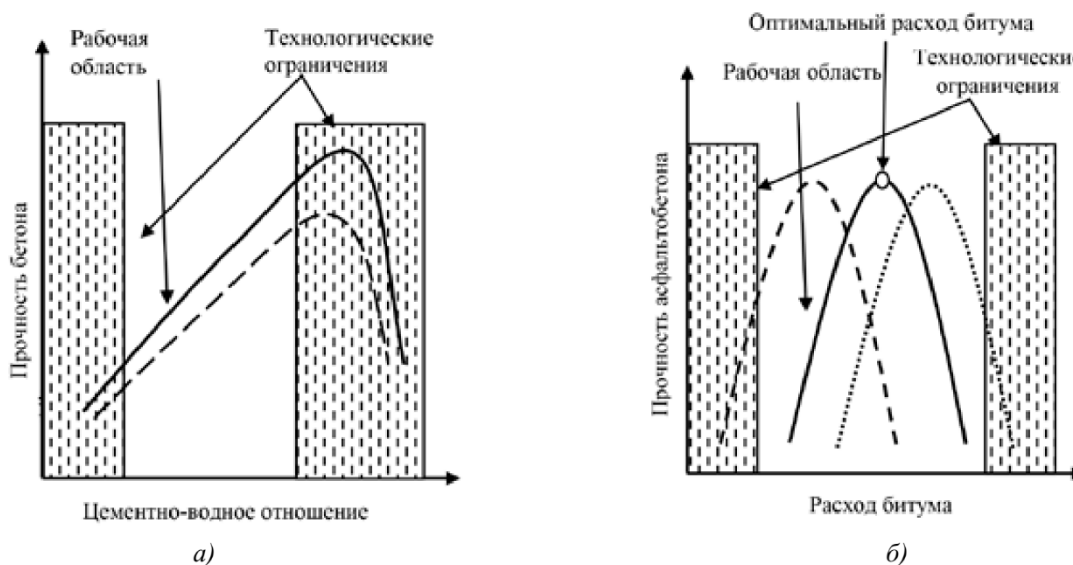 Рабочая
область
Технологические
ограничения
Прочность бетона
Цементно-водное отношение
а)
Оптимальный расход битума
Рабочая область
Технологические
ограничения
Прочность асфальтобетона
Расход битума
б)